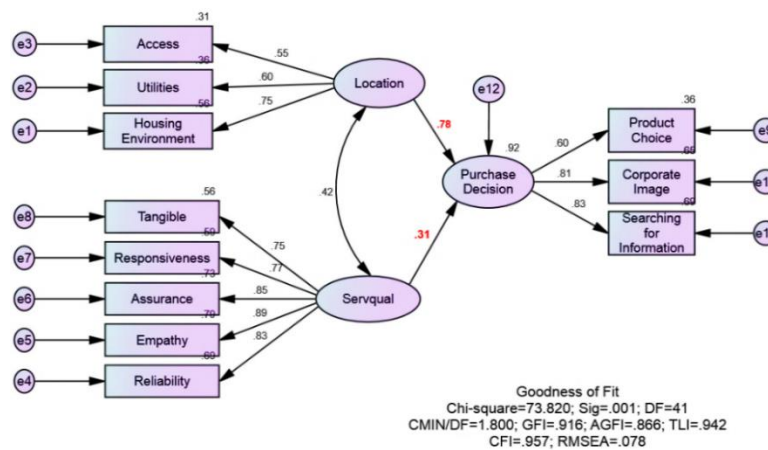 .31
e3
Access
.55
.36
e2
Utilities
.60
Location
.56
e1
Housing
Environment
.75
e12
.78
.92
Purchase
Decision
.36
Product
Choice
.60
.81
Corporate
Image
.83
.69
Searching
for
Information
.42
.31
.56
e8
Tangible
.75
.59
e7
Responsiveness
.77
.73
e6
Assurance
.85
Servqual
.79
e5
Empathy
.89
.69
e4
Reliability
.83
Goodness of Fit
Chi-square=73.820; Sig=.001; DF=41
CMIN/DF=1.800; GFI=.916; AGFI=.866; TLI=.942
CFI=.957; RMSEA=.078